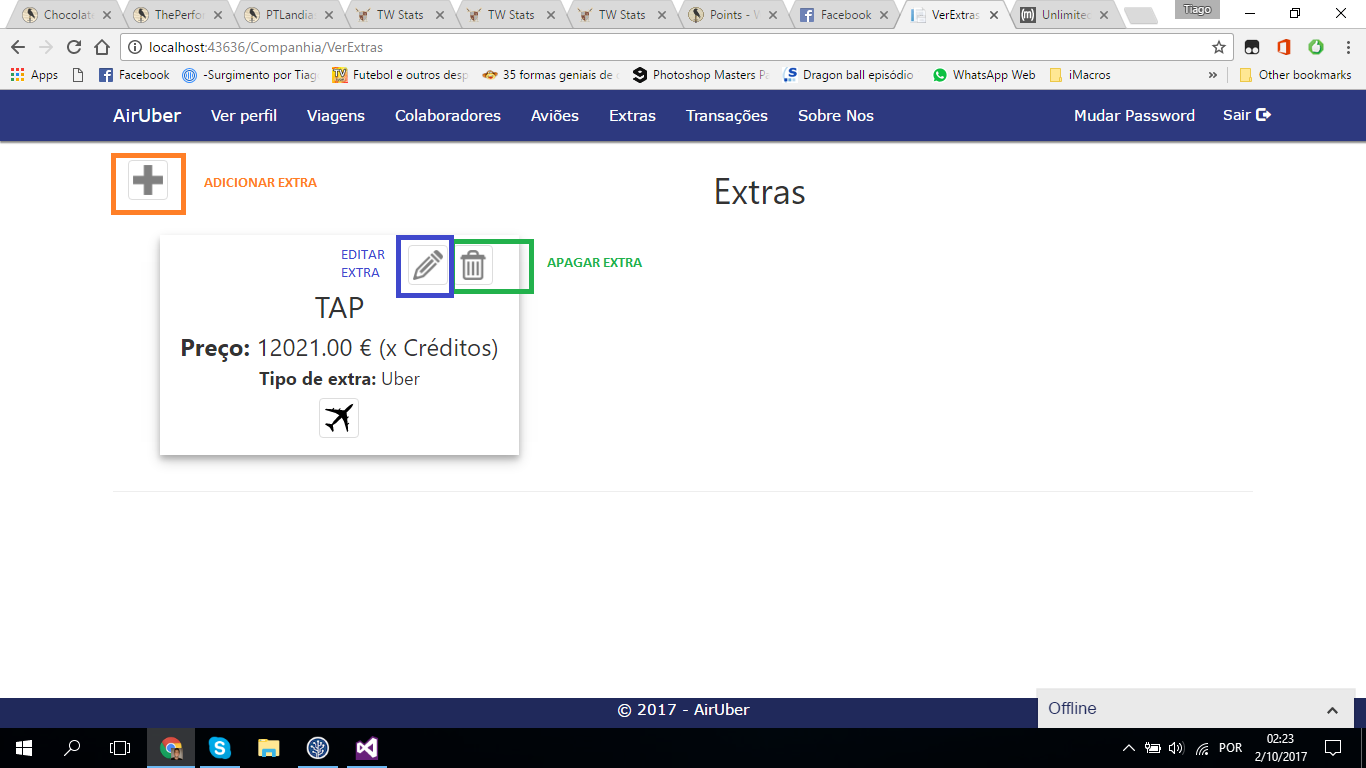 Chocolate
ThePerfor
PTLandia
TW Stats
TW Stats
TW Stats
Points - W
Facebook
VerExtras
Unlimited
Tiago
localhost:43636/Companhia/VerExtras
Apps
Facebook
-Surgimento por Tiag
Futebol e outros desp
35 formas geniais de
Photoshop Masters Pa
Dragon ball episódio
WhatsApp Web
iMacros
»
Other bookmarks
AirUber
Ver perfil
Viagens
Colaboradores
Aviões
Extras
Transações
Sobre Nos
Mudar Password
Sair
ADICIONAR EXTRA
Extras
EDITAR
EXTRA
APAGAR EXTRA
TAP
Preço: 12021.00 € (x Créditos)
Tipo de extra: Uber
© 2017 - AirUber
Offline
POR
02:23
2/10/2017